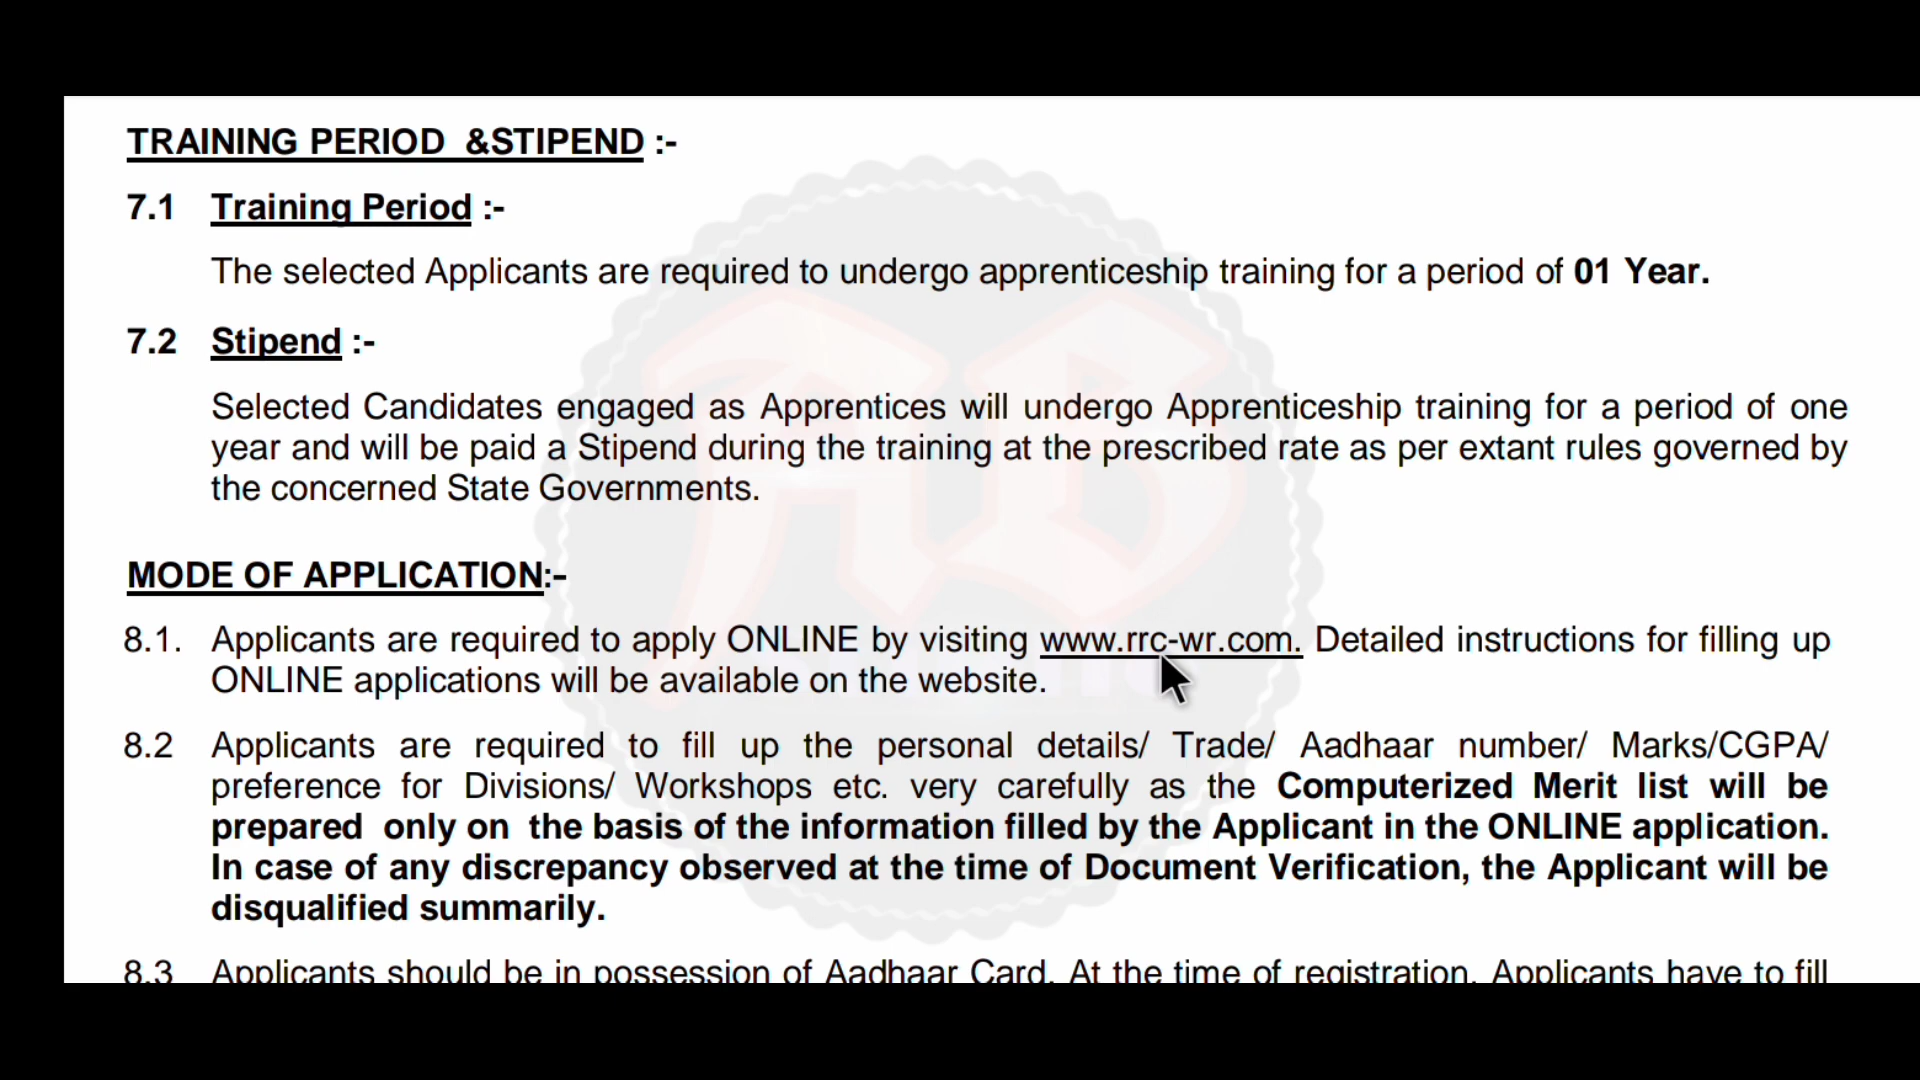 TRAINING PERIOD &STIPEND :-
7.1 Training Period :-
The selected Applicants are required to undergo apprenticeship training for a period of 01 Year.
7.2 Stipend :-
Selected Candidates engaged as Apprentices will undergo Apprenticeship training for a period of one
year and will be paid a Stipend during the training at the prescribed rate as per extant rules governed by
the concerned State Governments.
MODE OF APPLICATION:-
8.1. Applicants are required to apply ONLINE by visiting www.rrc-wr.com. Detailed instructions for filling up
ONLINE applications will be available on the website.
8.2 Applicants are required to fill up the personal details/ Trade/ Aadhaar number/ Marks/CGPA/
preference for Divisions/ Workshops etc. very carefully as the Computerized Merit list will be
prepared only on the basis of the information filled by the Applicant in the ONLINE application.
In case of any discrepancy observed at the time of Document Verification, the Applicant will be
disqualified summarily.
8.3 Applicants should be in possession of Aadhaar Card. At the time of registration, Applicants have to fill